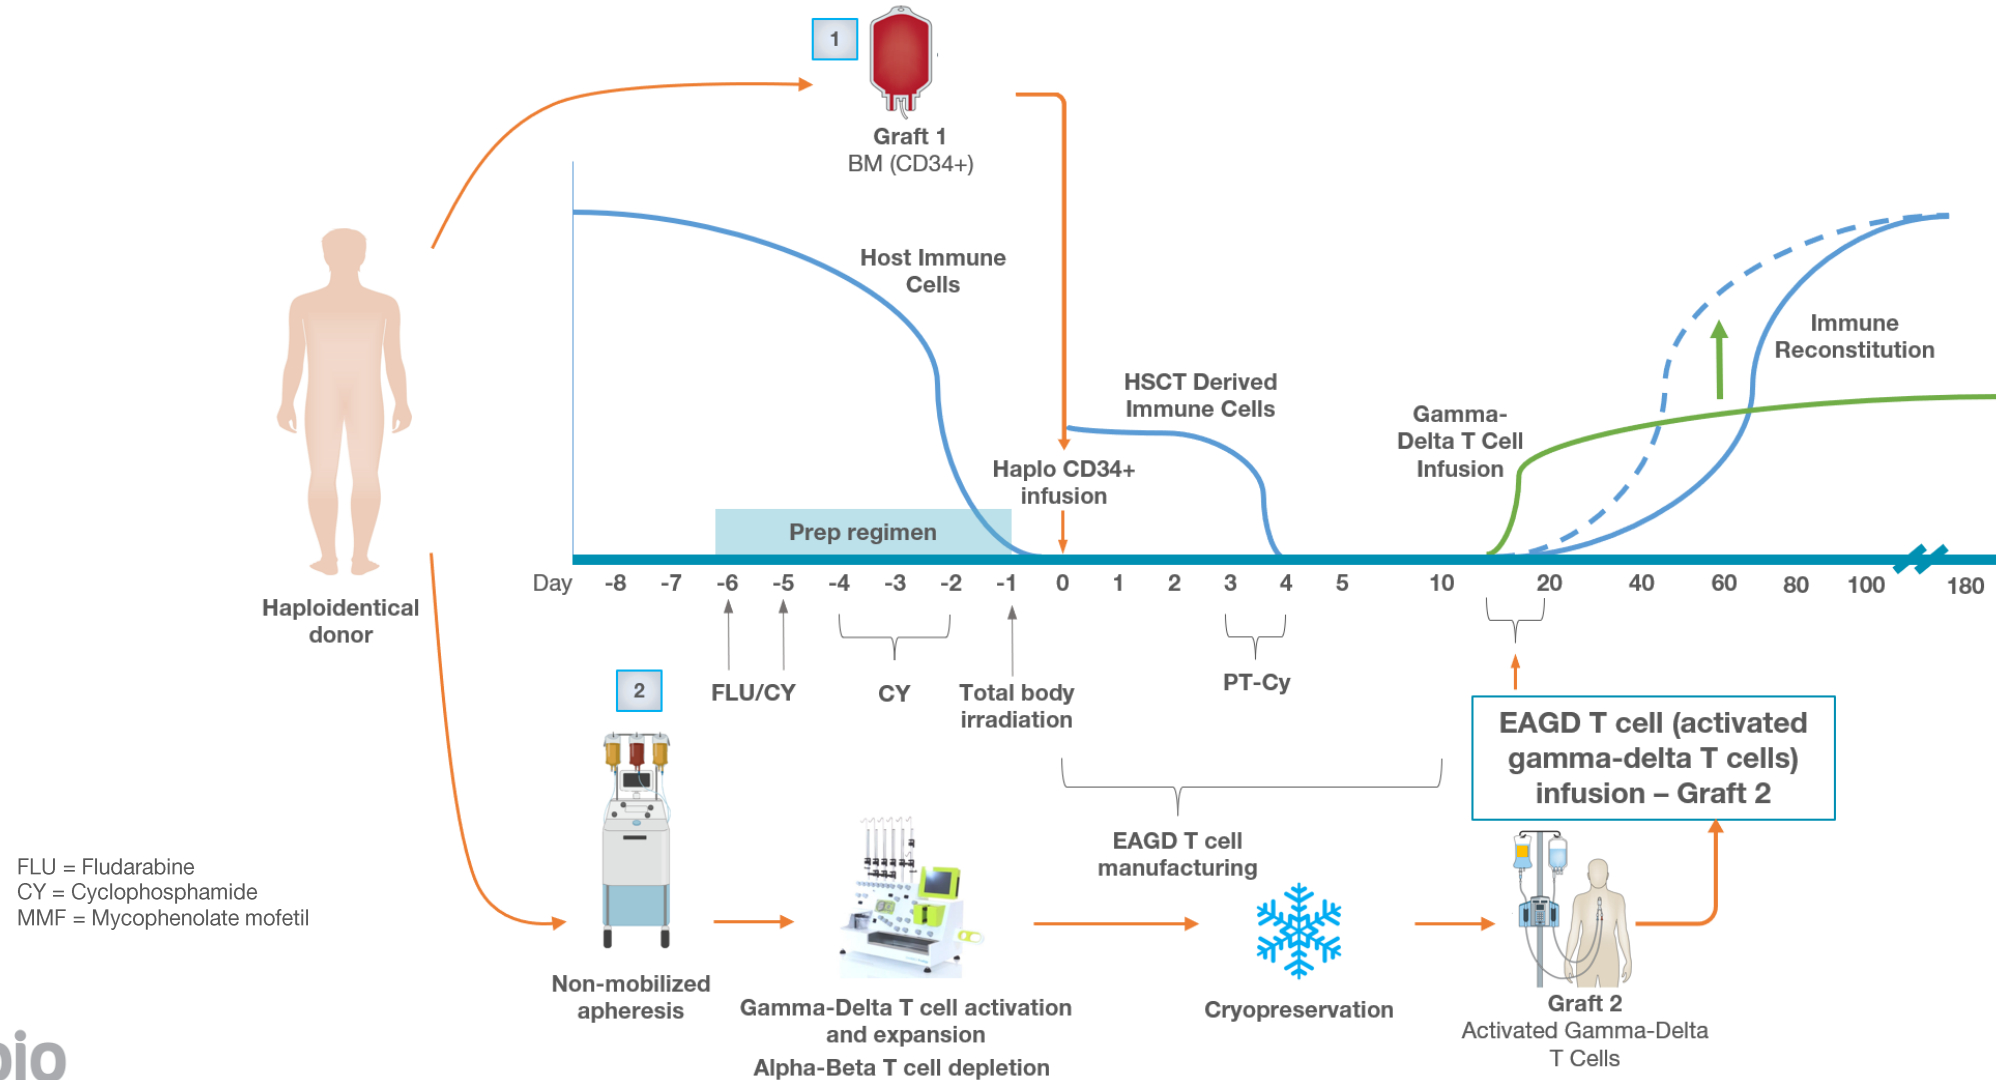 1
Graft 1
BM (CD34+)
Host Immune
Cells
HSCT Derived
Immune Cells
Haplo CD34+
infusion
Gamma-
Delta T Cell
Infusion
Immune
Reconstitution
Prep regimen
Day -8 -7 -6 -5 -4 -3 -2 -1 0 1 2 3 4 5 10 20 40 60 80 100 180
Haploidentical
donor
2
FLU/CY
CY
Total body
irradiation
PT-Cy
EAGD T cell (activated
gamma-delta T cells)
infusion – Graft 2
EAGD T cell
manufacturing
FLU = Fludarabine
CY = Cyclophosphamide
MMF = Mycophenolate mofetil
Non-mobilized
apheresis
Gamma-Delta T cell activation
and expansion
Alpha-Beta T cell depletion
Cryopreservation
Graft 2
Activated Gamma-Delta
T Cells
bio